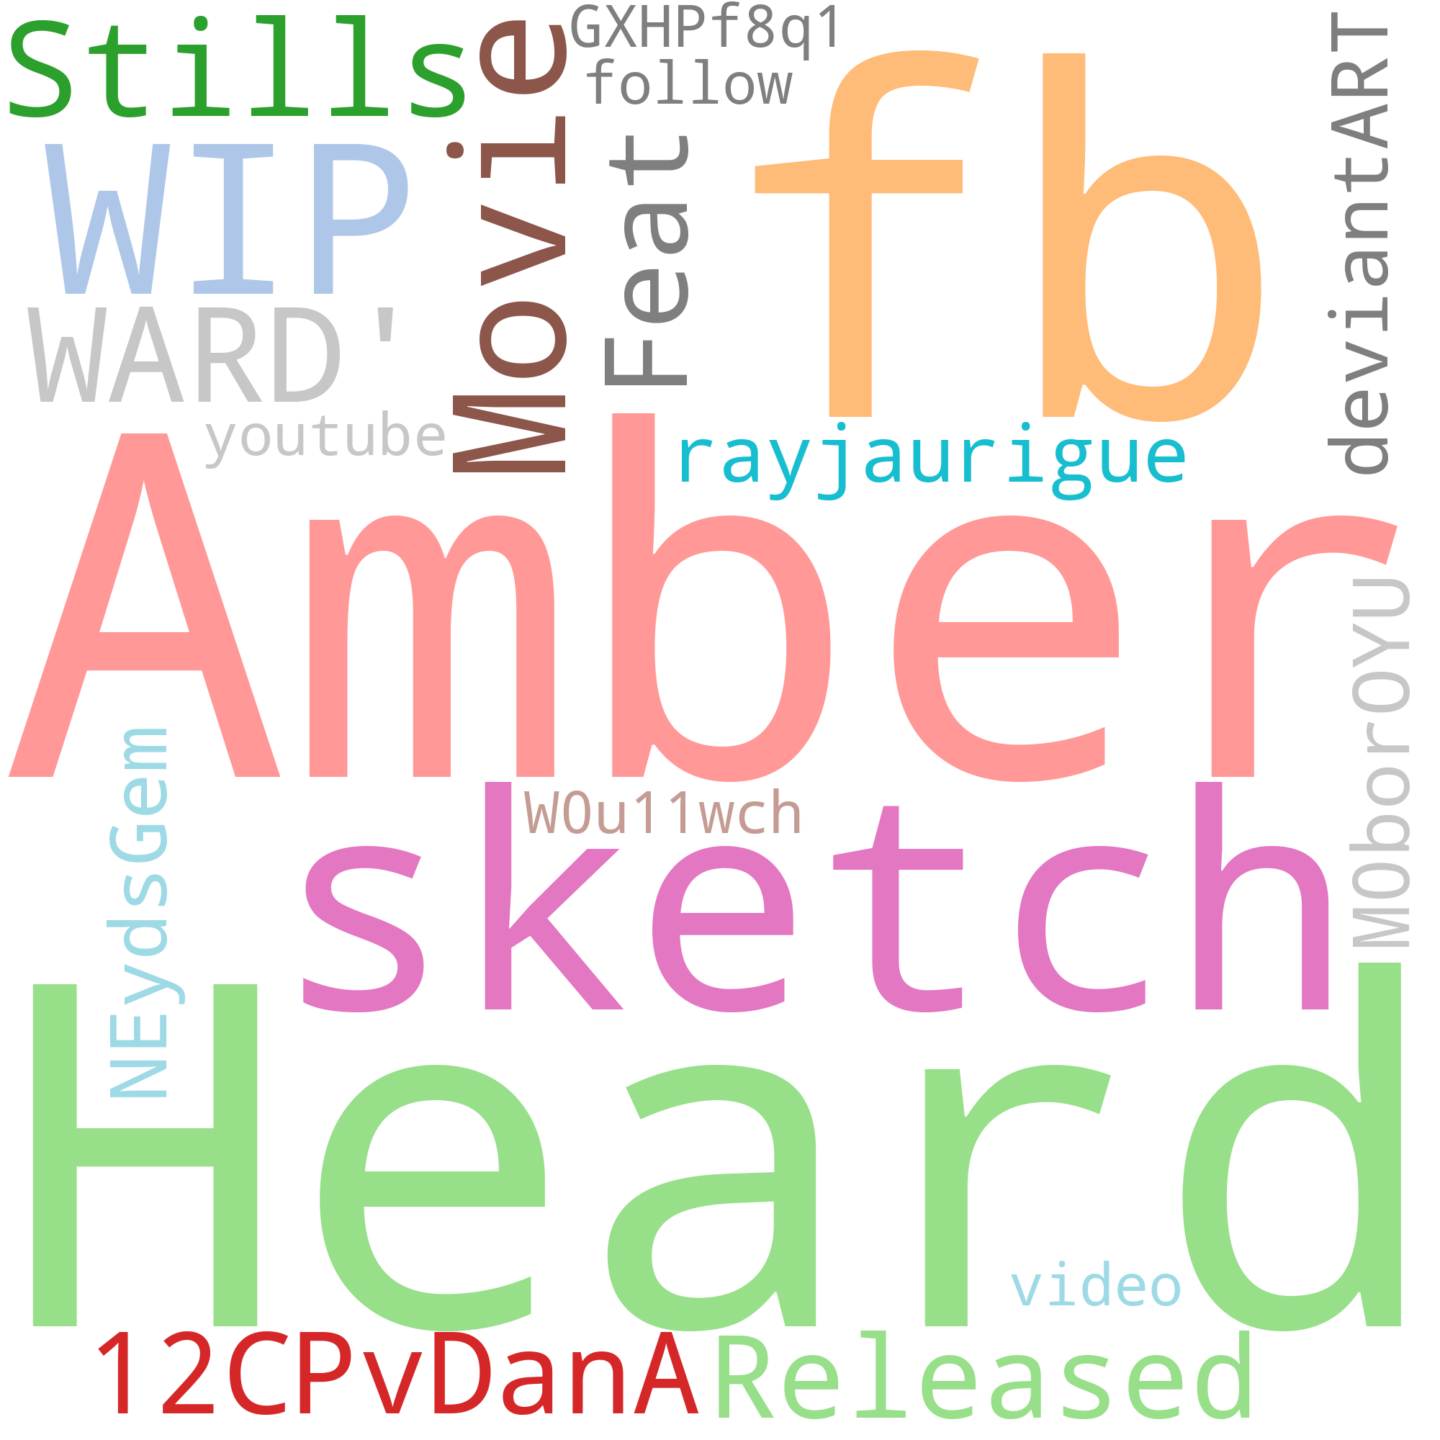 Stills
Movie
GXHPf8q1
follow
fb
deviantART
WIP
Feat
WARD'
youtube
rayjaurigue
Amber
MOborOYU
NEydsGem
W0u11wch
sketch
Heard
video
12CPvDanA
Released